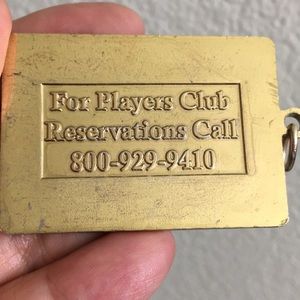 For Players Club
Reservations Call
800-929-9410